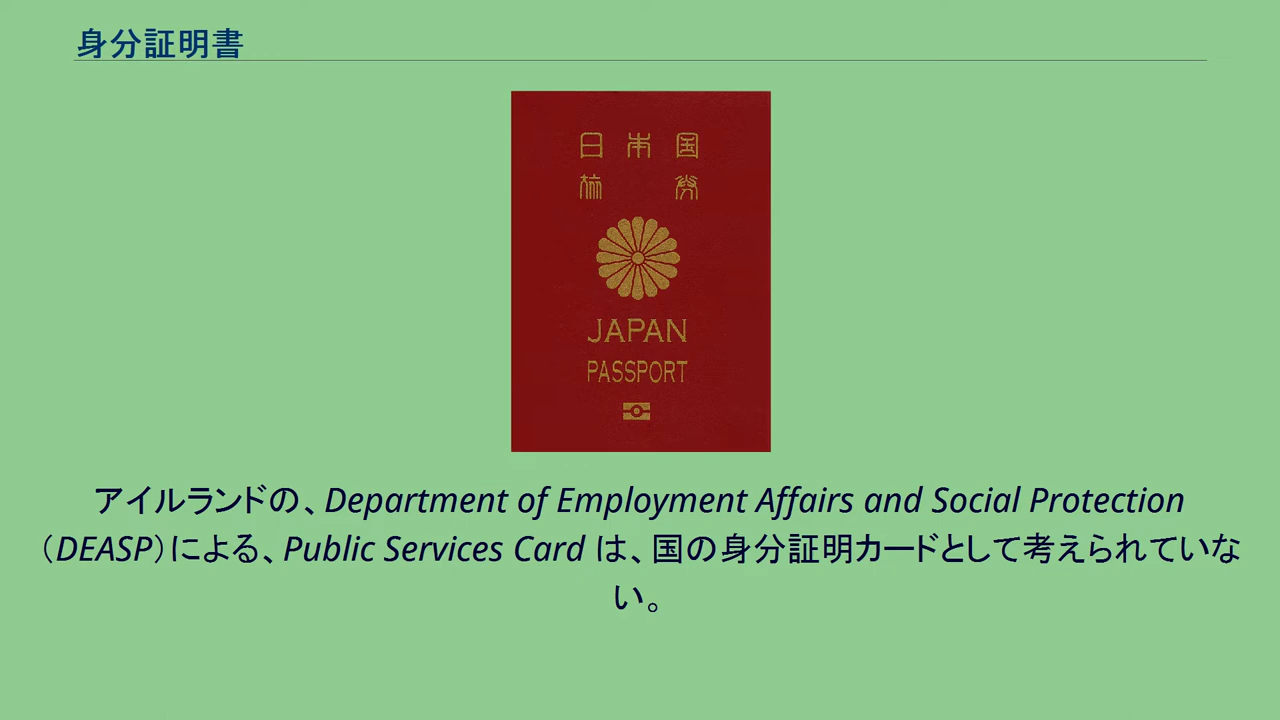 身分証明書
日本国
旅券
JAPAN
PASSPORT
アイルランドの、Department of Employment Affairs and Social Protection
（DEASP）による、Public Services Card は、国の身分証明カードとして考えられていな
い。